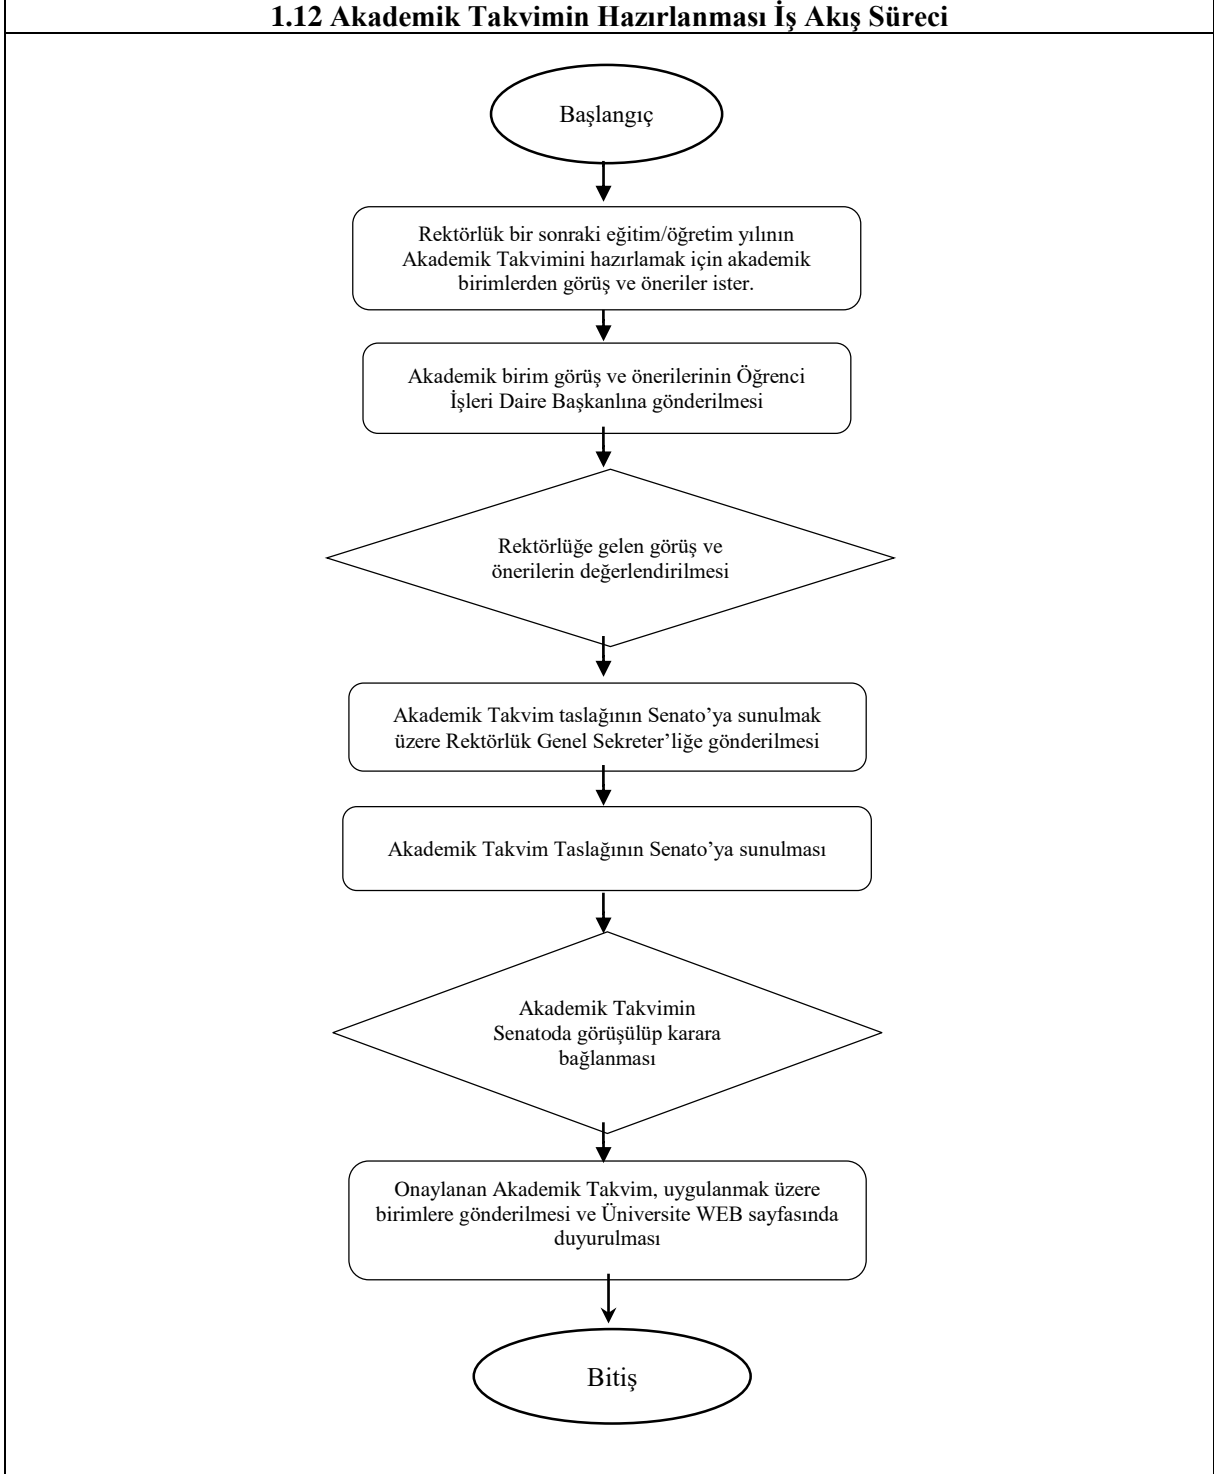 1.12 Akademik Takvimin Hazırlanması İş Akış Süreci
Başlangıç
Rektörlük bir sonraki eğitim/öğretim yılının
Akademik Takvimini hazırlamak için akademik
birimlerden görüş ve öneriler ister.
Akademik birim görüş ve önerilerinin Öğrenci
İşleri Daire Başkanlına gönderilmesi
Rektörlüğe gelen görüş ve
önerilerin değerlendirilmesi
Akademik Takvim taslağının Senato’ya sunulmak
üzere Rektörlük Genel Sekreter’liğe gönderilmesi
Akademik Takvim Taslağının Senato’ya sunulması
Akademik Takvimin
Senatoda görüşülüp karara
bağlanması
Onaylanan Akademik Takvim, uygulanmak üzere
birimlere gönderilmesi ve Üniversite WEB sayfasında
duyurulması
Bitiş